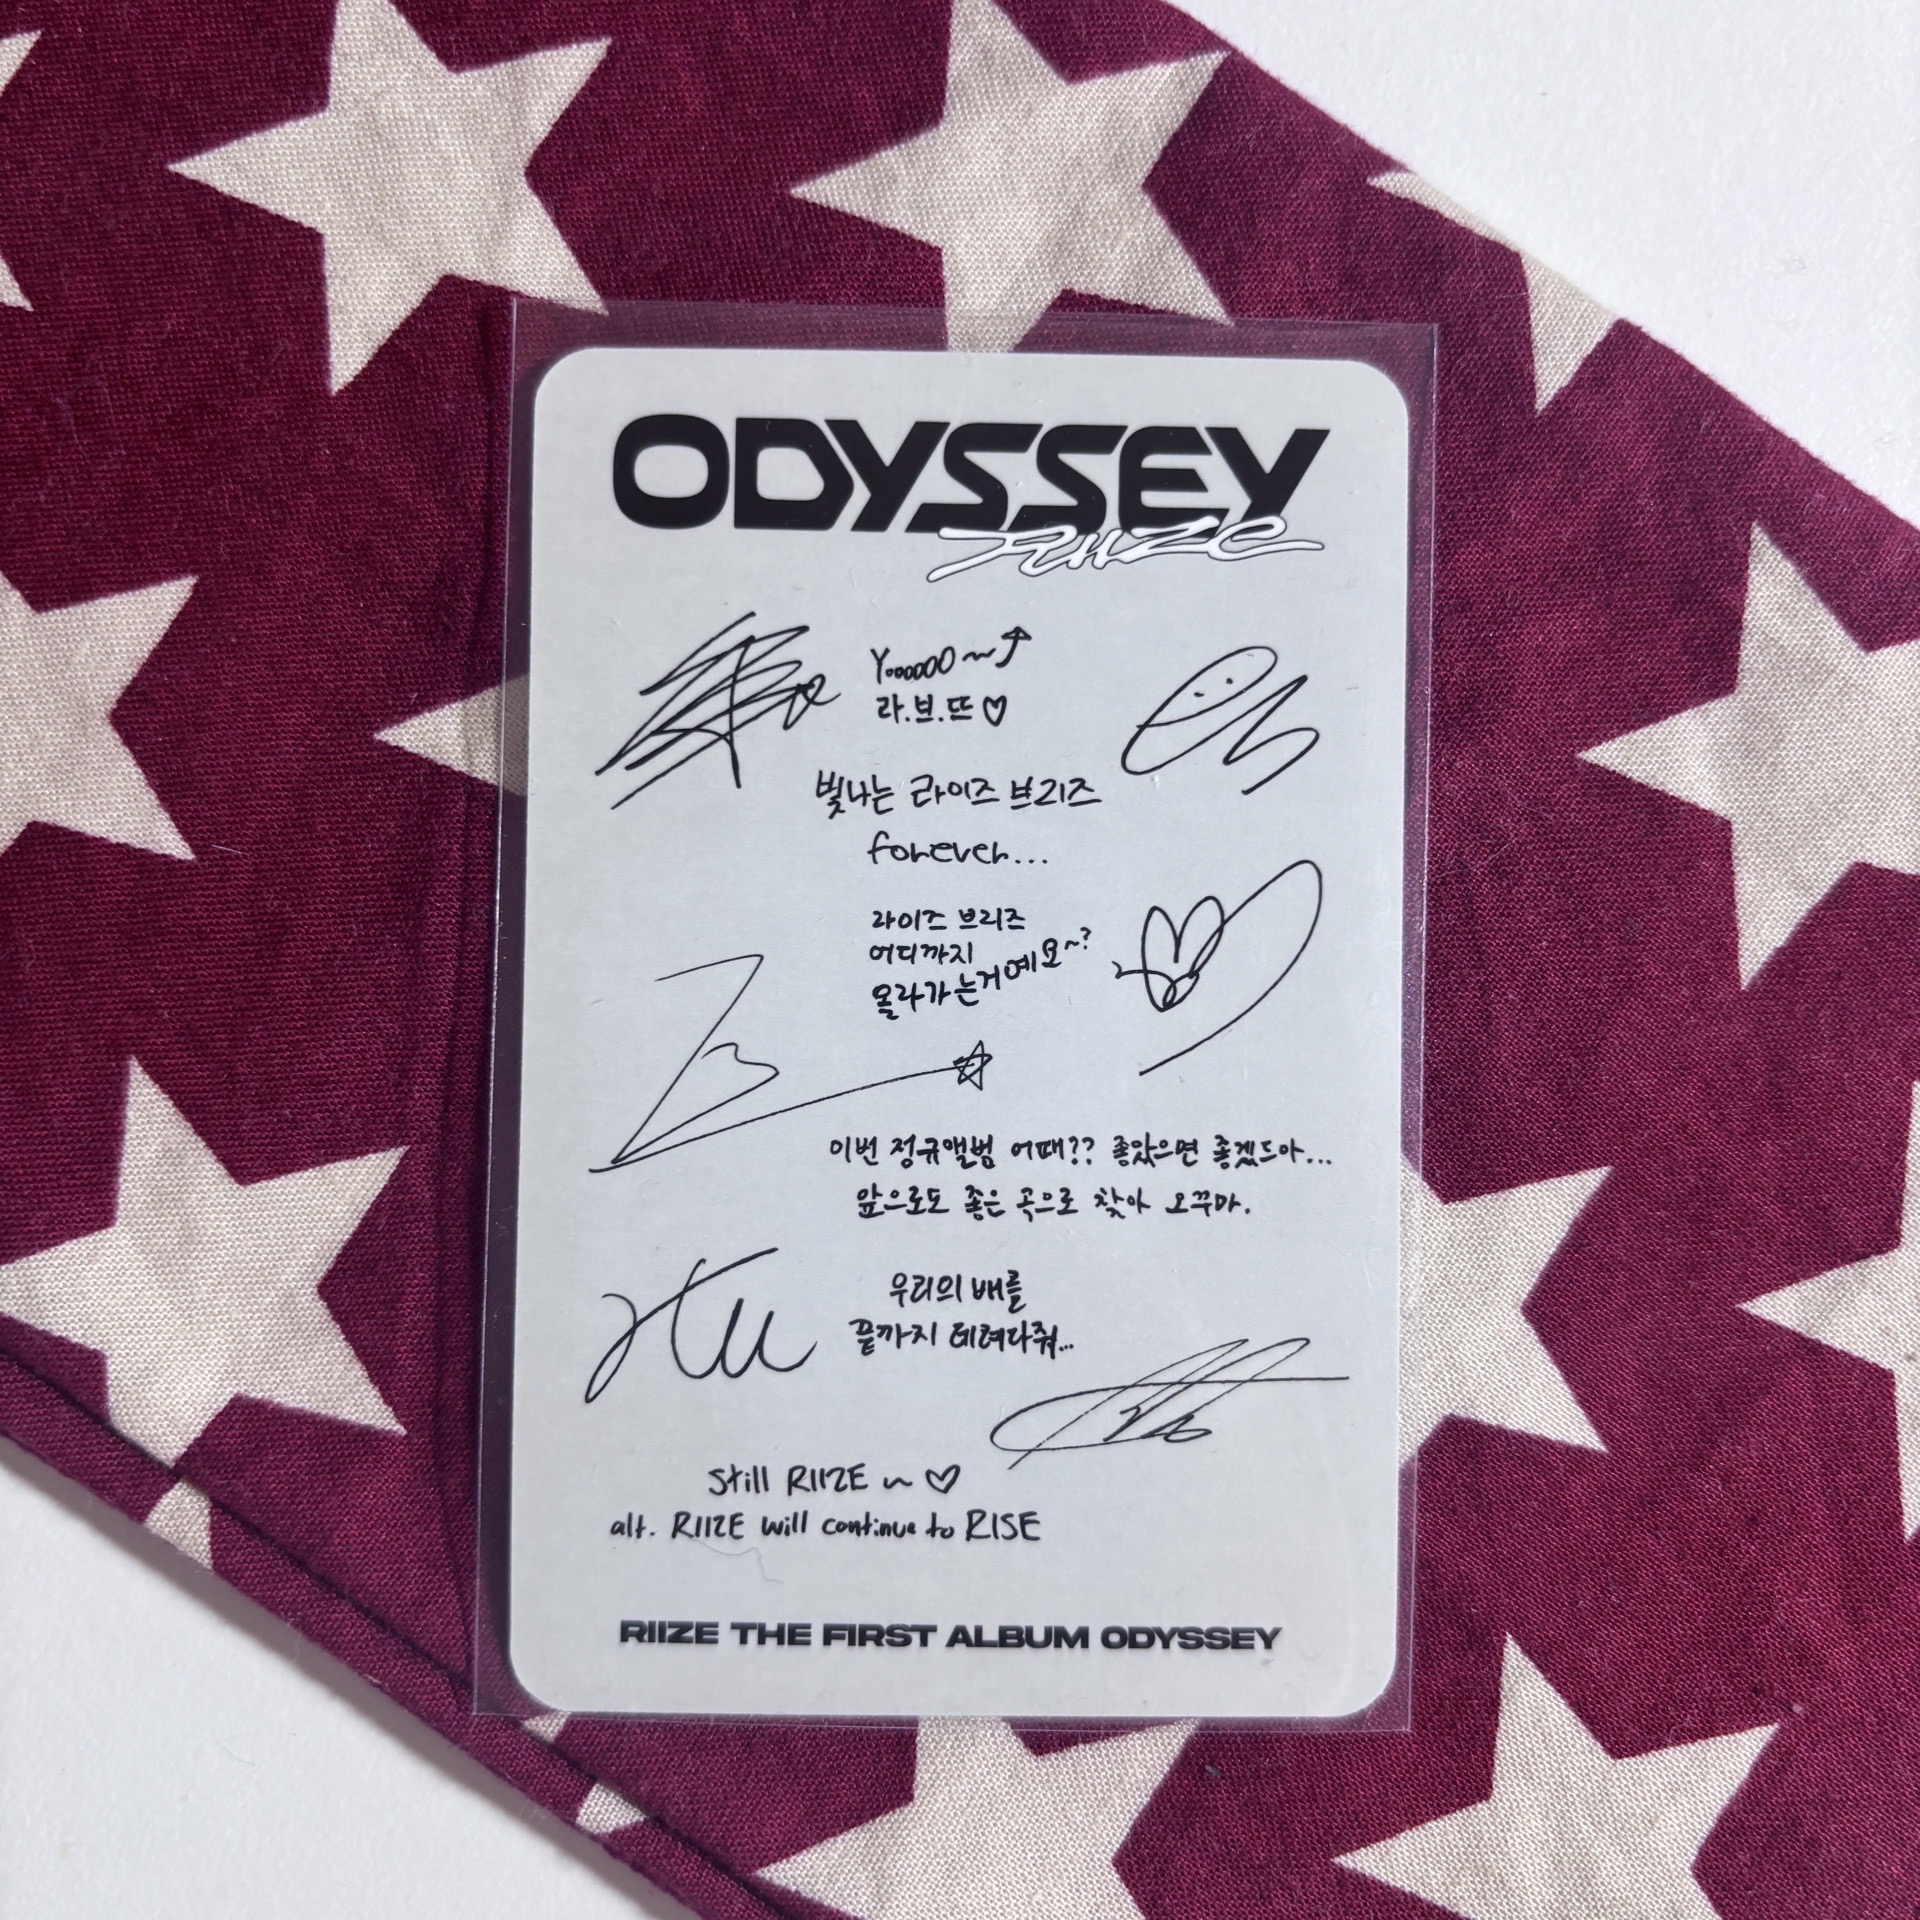 ODYSSEY
RIIZE
Yoooooo~
라.브.뜨♡
빛나는 라이즈 브리즈
forever...
라이즈 브리즈
어디까지
올라가는거예요~?
이번 정규앨범 어때?? 좋았으면 좋겠드아...
앞으로도 좋은 곡으로 찾아 오꾸마.
우리의 배를
끝까지 데려다줘...
Still RIIZE ~ ♡
alt. RIIZE will continue to RISE
RIIZE THE FIRST ALBUM ODYSSEY